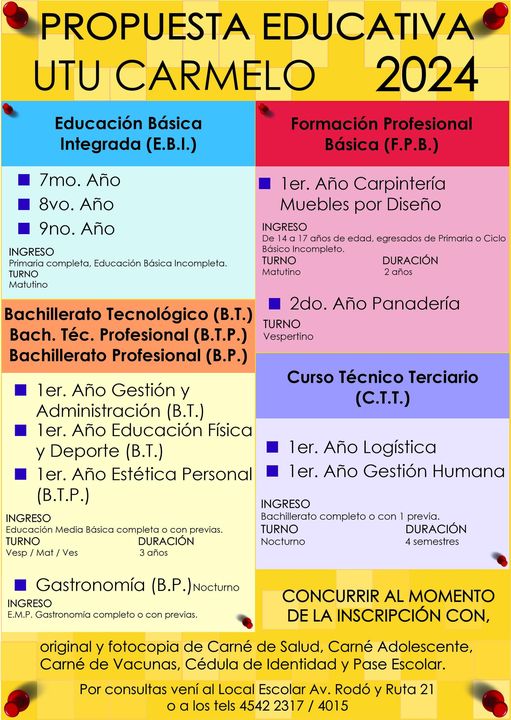 PROPUESTA EDUCATIVA
UTU CARMELO 2024
Educación Básica
Integrada (E.B.I.)
7mo. Año
8vo. Año
9no. Año
INGRESO
Primaria completa, Educación Básica Incompleta.
TURNO
Matutino
Bachillerato Tecnológico (B.T.)
Bach. Téc. Profesional (B.T.P.)
Bachillerato Profesional (B.P.)
1er. Año Gestión y
Administración (B.T.)
1er. Año Educación Física
y Deporte (B.T.)
1er. Año Estética Personal
(B.T.P.)
INGRESO
Educación Media Básica completa o con previas.
TURNO DURACIÓN
Vesp / Mat / Ves 3 años
Gastronomía (B.P.) Nocturno
INGRESO
E.M.P. Gastronomía completo o con previas.
Formación Profesional
Básica (F.P.B.)
1er. Año Carpintería
Muebles por Diseño
INGRESO
De 14 a 17 años de edad, egresados de Primaria o Ciclo
Básico Incompleto.
TURNO DURACIÓN
Matutino 2 años
2do. Año Panadería
TURNO
Vespertino
Curso Técnico Terciario
(C.T.T.)
1er. Año Logística
1er. Año Gestión Humana
INGRESO
Bachillerato completo o con 1 previa.
TURNO DURACIÓN
Nocturno 4 semestres
CONCURRIR AL MOMENTO
DE LA INSCRIPCIÓN CON,
original y fotocopia de Carné de Salud, Carné Adolescente,
Carné de Vacunas, Cédula de Identidad y Pase Escolar.
Por consultas vení al Local Escolar Av. Rodó y Ruta 21
o a los tels 4542 2317 / 4015